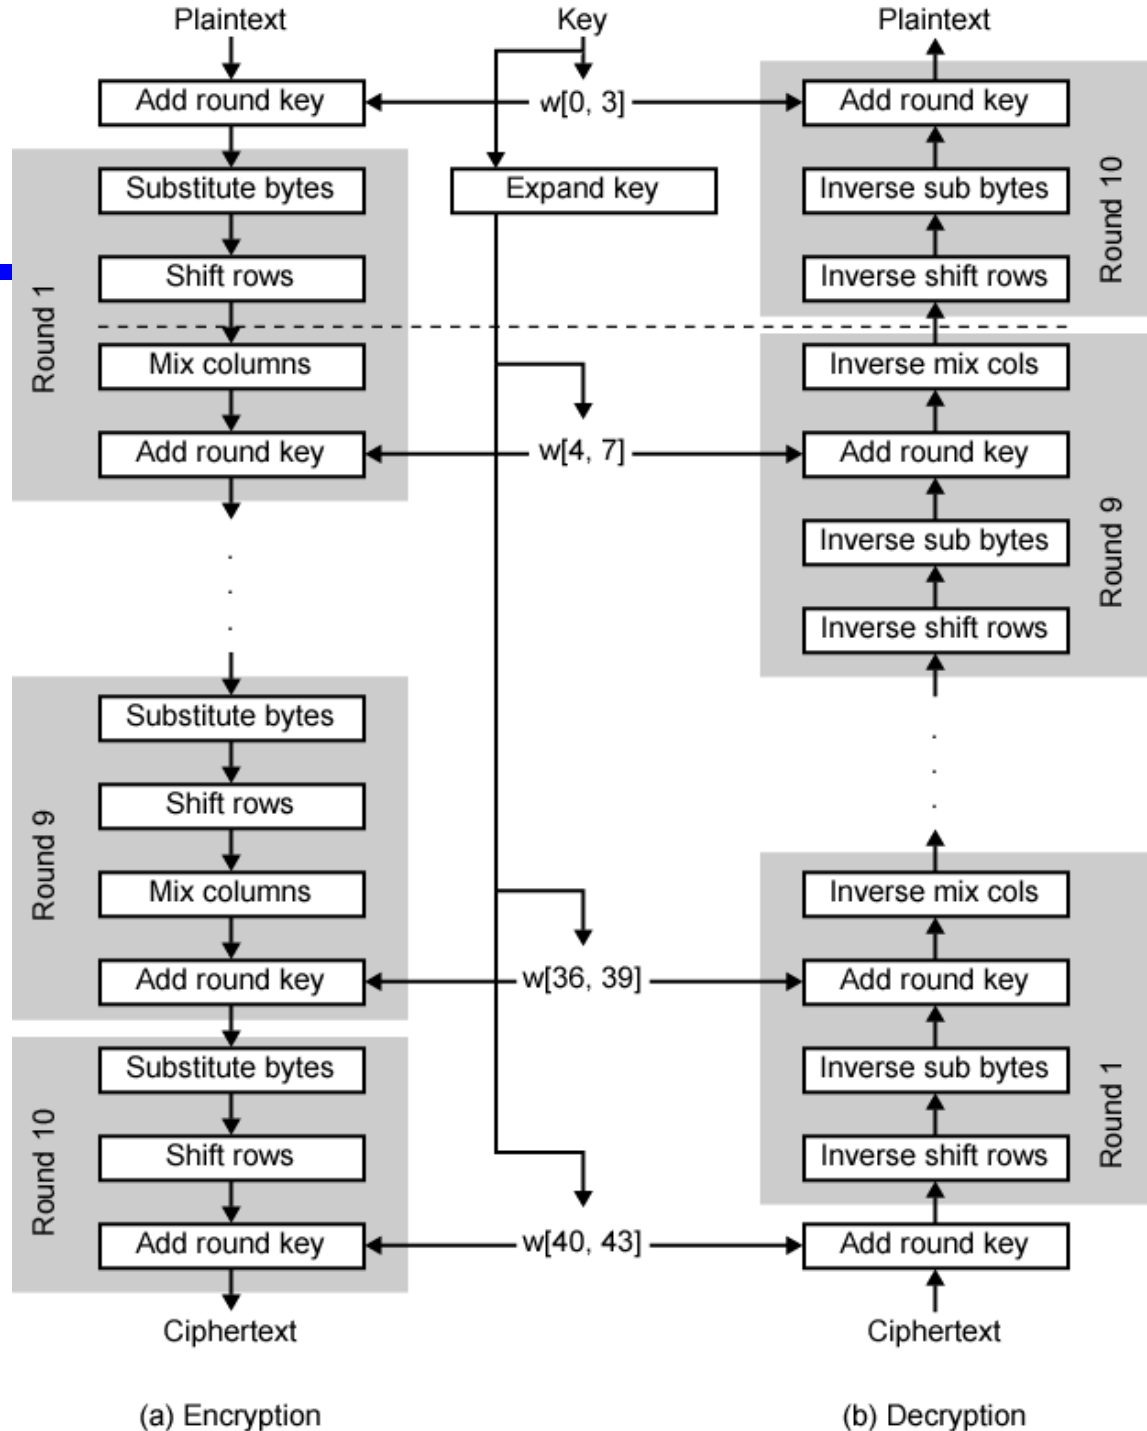 Plaintext
Key
Plaintext
Add round key
w[0, 3]
Add round key
Substitute bytes
Expand key
Inverse sub bytes
Round 10
Shift rows
Inverse shift rows
Round 1
Mix columns
Inverse mix cols
Add round key
w[4, 7]
Add round key
Inverse sub bytes
Round 9
Inverse shift rows
Substitute bytes
Shift rows
Round 9
Mix columns
Inverse mix cols
Add round key
w[36, 39]
Add round key
Substitute bytes
Inverse sub bytes
Round 1
Round 10
Shift rows
Inverse shift rows
Add round key
w[40, 43]
Add round key
Ciphertext
Ciphertext
(a) Encryption
(b) Decryption